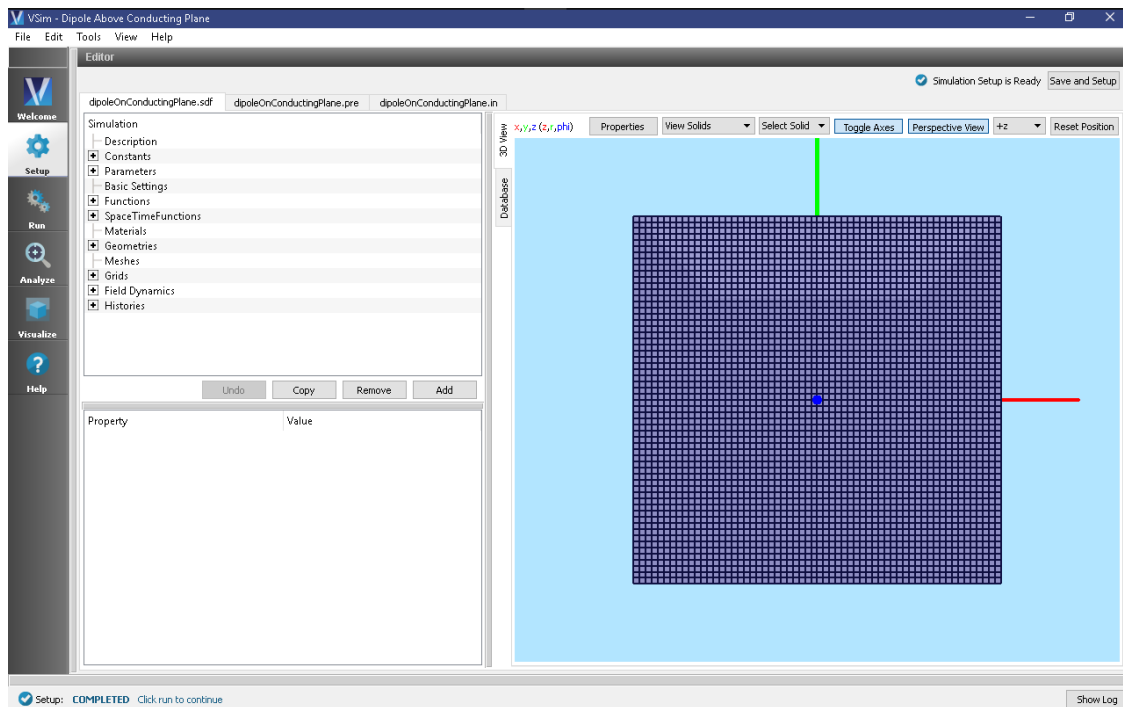 VSim - Dipole Above Conducting Plane
File Edit Tools View Help
Editor
Simulation Setup is Ready Save and Setup
dipoleOnConductingPlane.sdf dipoleOnConductingPlane.pre dipoleOnConductingPlane.in
Welcome
Setup
Run
Analyze
Visualize
Help
Simulation
Description
Constants
Parameters
Basic Settings
Functions
SpaceTimeFunctions
Materials
Geometries
Meshes
Grids
Field Dynamics
Histories
Undo Copy Remove Add
Property Value
3D View
Database
x,y,z (z,r,phi) Properties View Solids Select Solid Toggle Axes Perspective View +z Reset Position
Setup: COMPLETED Click run to continue
Show Log